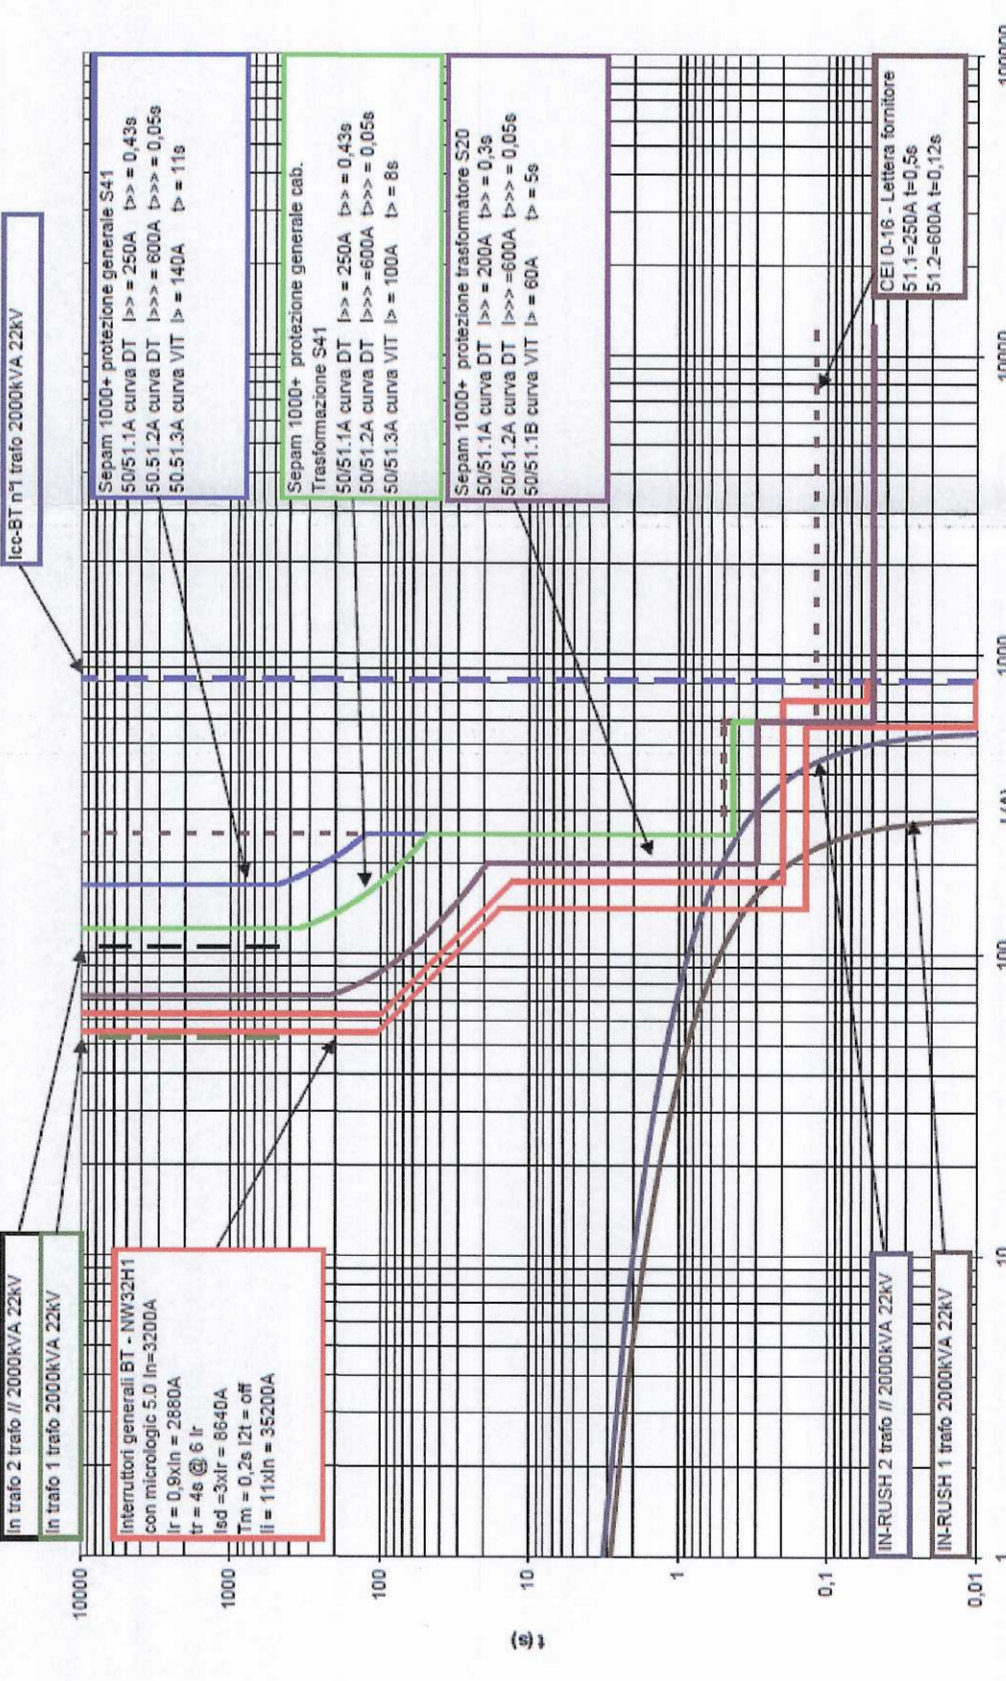 In trafo 2 trafo // 2000kVA 22kV
In trafo 1 trafo 2000kVA 22kV
Icc-BT n°1 trafo 2000kVA 22kV
Interruttori generali BT - NW32H1
con micrologic 5.0 In=3200A
Ir = 0,9xIn = 2880A
tr = 4s @ 6 Ir
Isd =3xIr = 8640A
Tm = 0,2s I2t = off
Ii = 11xIn = 35200A
Sepam 1000+ protezione generale S41
50/51.1A curva DT I>> = 250A t>> = 0,43s
50.51.2A curva DT I>>> = 600A t>>> = 0,05s
50.51.3A curva VIT I> = 140A t> = 11s
Sepam 1000+ protezione generale cab.
Trasformazione S41
50/51.1A curva DT I>> =250A t>> = 0,43s
50/51.2A curva DT I>>> =600A t>>> = 0,05s
50/51.3A curva VIT I> = 100A t> = 8s
Sepam 1000+ protezione trasformatore S20
50/51.1A curva DT I>> = 200A t>> = 0,3s
50/51.2A curva DT I>>> =600A t>>> = 0,05s
50/51.1B curva VIT I> = 60A t> = 5s
CEI 0-16 - Lettera fornitore
51.1=250A t=0,5s
51.2=600A t=0,12s
IN-RUSH 2 trafo // 2000kVA 22kV
IN-RUSH 1 trafo 2000kVA 22kV
t (s)
10000
1000
100
10
1
0,1
0,01
1
10
100
1000
10000
100000